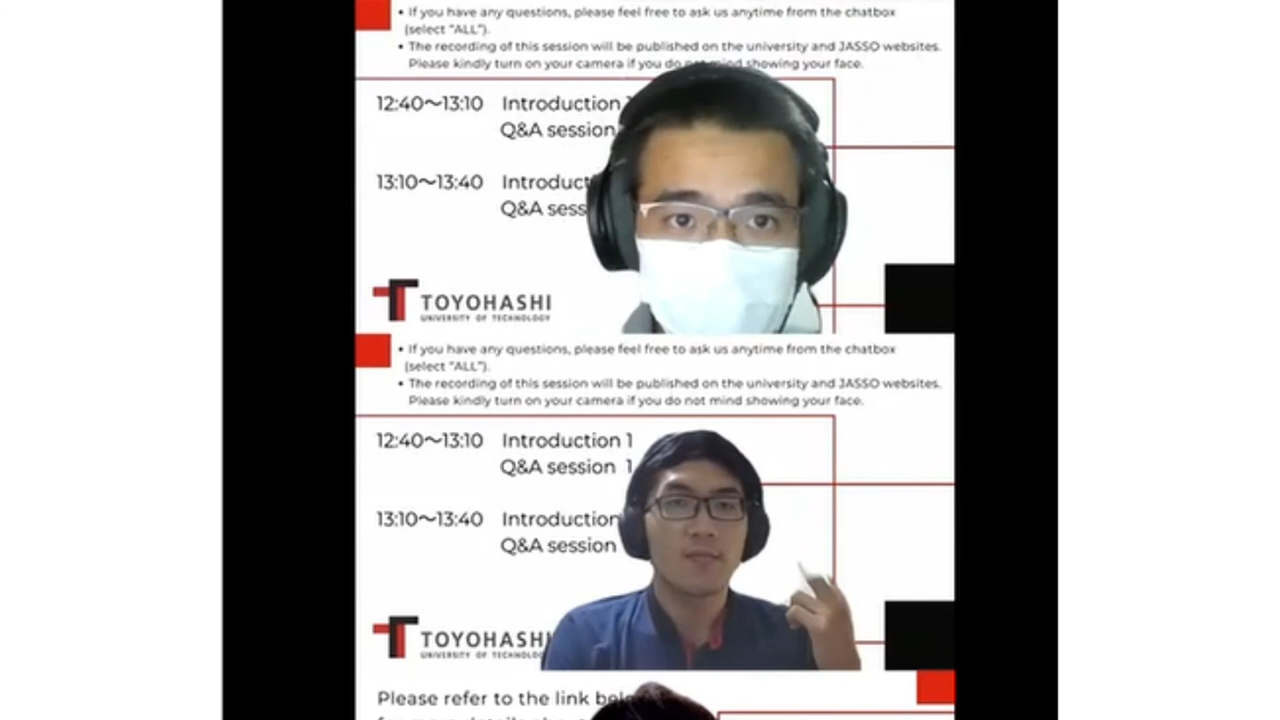 • If you have any questions, please feel free to ask us anytime from the chatbox
(select “ALL”).
• The recording of this session will be published on the university and JASSO websites.
Please kindly turn on your camera if you do not mind showing your face.
12:40〜13:10 Introduction 1
Q&A session
13:10〜13:40
TOYOHASHI
UNIVERSITY OF TECHNOLOGY
• If you have any questions, please feel free to ask us anytime from the chatbox
(select “ALL”).
• The recording of this session will be published on the university and JASSO websites.
Please kindly turn on your camera if you do not mind showing your face.
12:40〜13:10 Introduction 1
Q&A session 1
13:10〜13:40 Introduction
Q&A session
TOYOHASHI
UNIVERSITY OF TECHNOLOGY
Please refer to the link